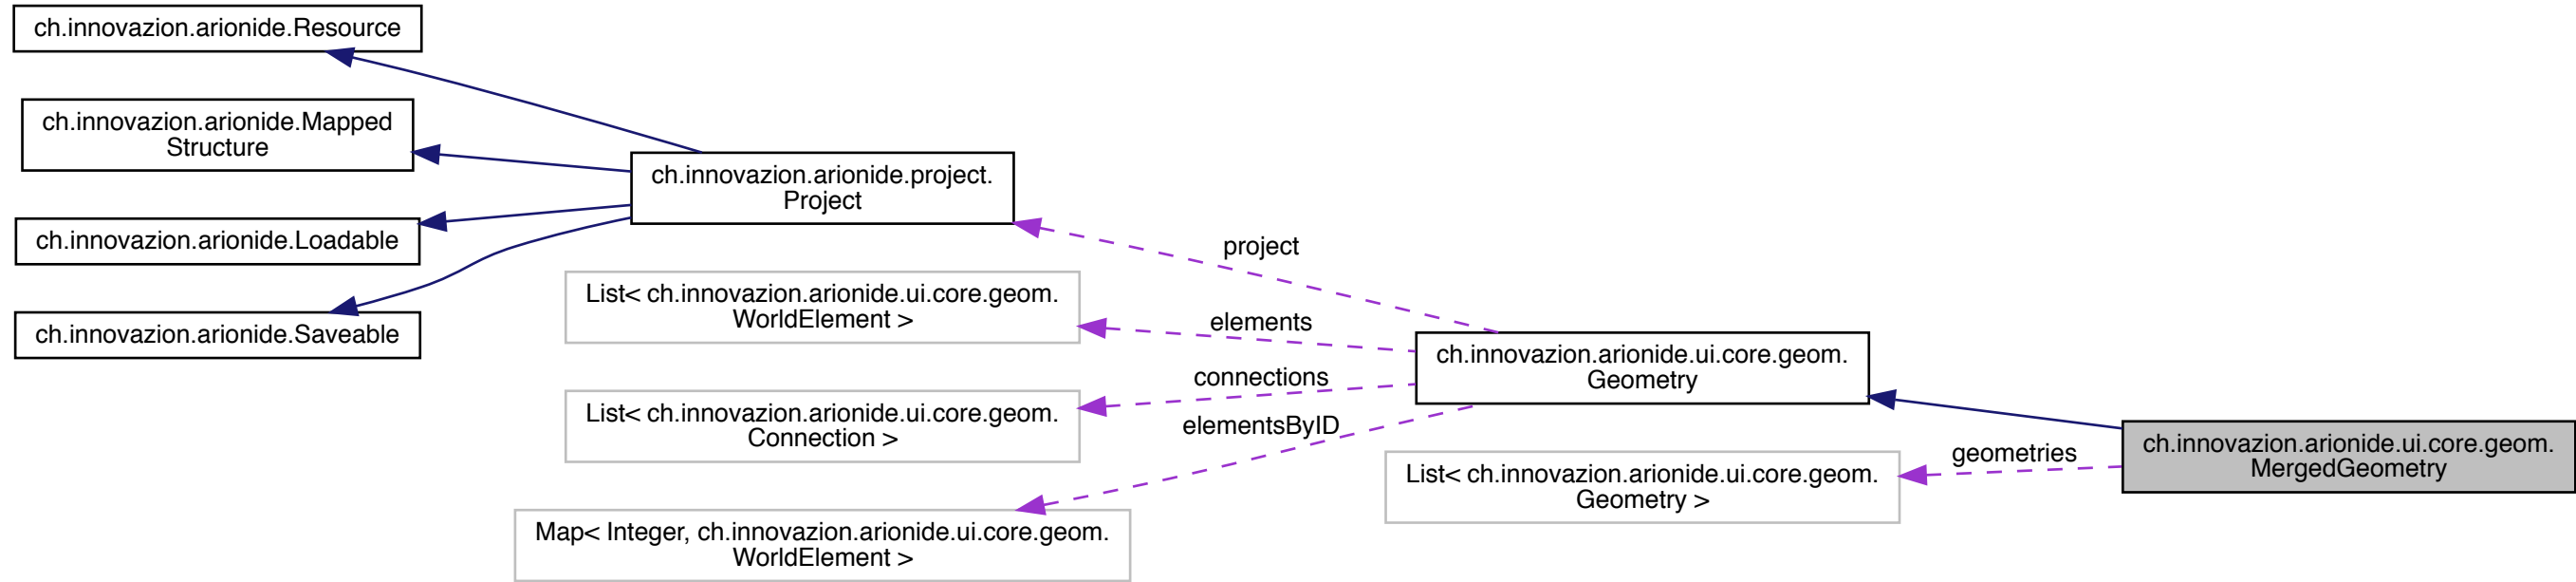 ch.innovazion.arionide.Resource
ch.innovazion.arionide.Mapped
Structure
ch.innovazion.arionide.Loadable
ch.innovazion.arionide.Saveable
ch.innovazion.arionide.project.
Project
List< ch.innovazion.arionide.ui.core.geom.
WorldElement >
List< ch.innovazion.arionide.ui.core.geom.
Connection >
Map< Integer, ch.innovazion.arionide.ui.core.geom.
WorldElement >
project
elements
connections
elementsByID
ch.innovazion.arionide.ui.core.geom.
Geometry
List< ch.innovazion.arionide.ui.core.geom.
Geometry >
geometries
ch.innovazion.arionide.ui.core.geom.
MergedGeometry